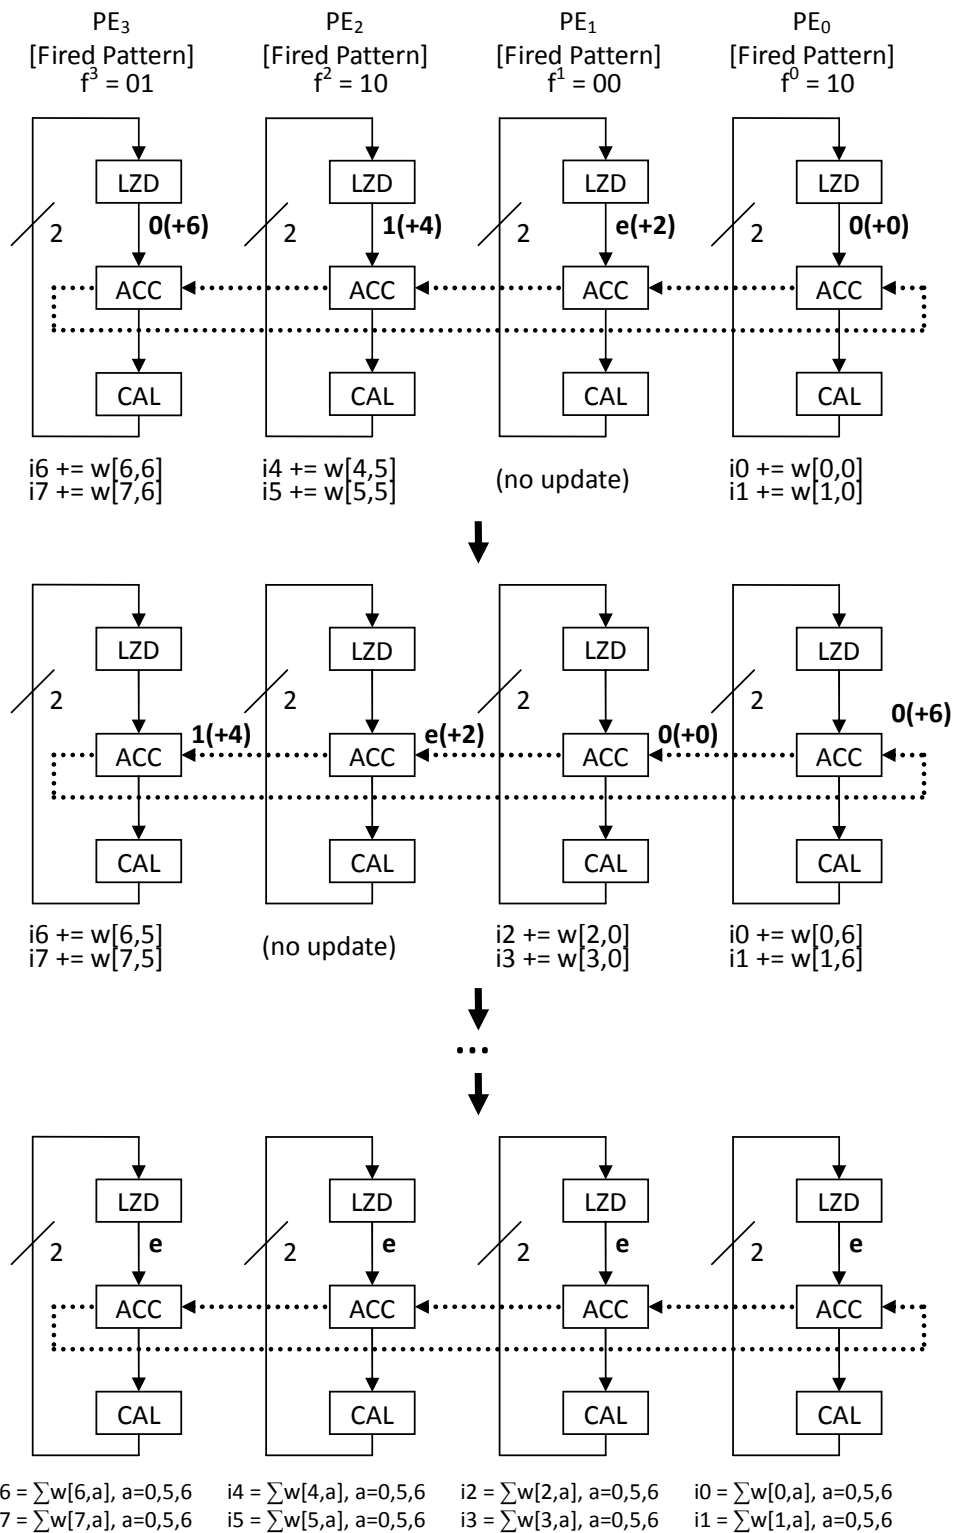 PE3 PE2 PE1 PE0
[Fired Pattern] [Fired Pattern] [Fired Pattern] [Fired Pattern]
f^3 = 01 f^2 = 10 f^1 = 00 f^0 = 10
LZD LZD LZD LZD
2 0(+6) 2 1(+4) 2 e(+2) 2 0(+0)
ACC ACC ACC ACC
CAL CAL CAL CAL
i6 += w[6,6] i4 += w[4,5] (no update) i0 += w[0,0]
i7 += w[7,6] i5 += w[5,5] i1 += w[1,0]
LZD LZD LZD LZD
2 2 2 2
1(+4) e(+2) 0(+0) 0(+6)
ACC ACC ACC ACC
CAL CAL CAL CAL
i6 += w[6,5] (no update) i2 += w[2,0] i0 += w[0,6]
i7 += w[7,5] i3 += w[3,0] i1 += w[1,6]
...
LZD LZD LZD LZD
2 e 2 e 2 e 2 e
ACC ACC ACC ACC
CAL CAL CAL CAL
6 = ∑w[6,a], a=0,5,6 i4 = ∑w[4,a], a=0,5,6 i2 = ∑w[2,a], a=0,5,6 i0 = ∑w[0,a], a=0,5,6
7 = ∑w[7,a], a=0,5,6 i5 = ∑w[5,a], a=0,5,6 i3 = ∑w[3,a], a=0,5,6 i1 = ∑w[1,a], a=0,5,6